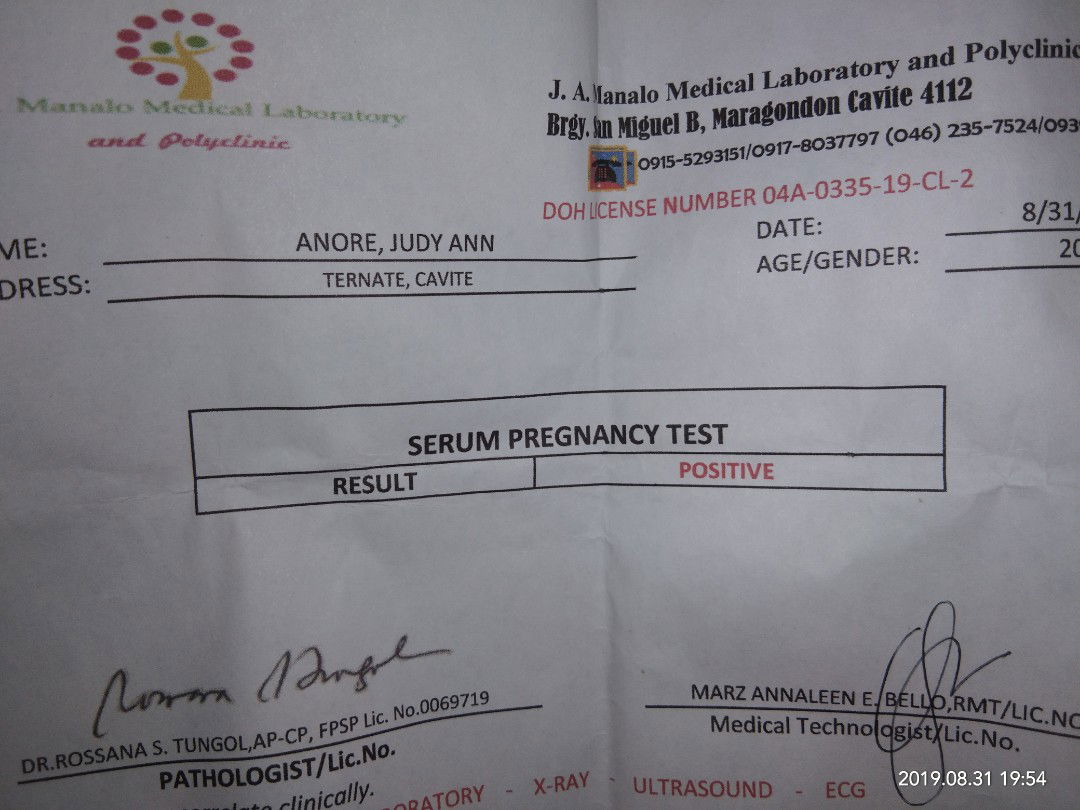 Manalo Medical Laboratory
and Polyclinic
J. A. Manalo Medical Laboratory and Polyclinic
Brgy. San Miguel B, Maragondon Cavite 4112
0915-5293151/0917-8037797 (046) 235-7524/093
DOH LICENSE NUMBER 04A-0335-19-CL-2
ME: ANORE, JUDY ANN
DATE: 8/31/
DRESS: TERNATE, CAVITE
AGE/GENDER: 20
SERUM PREGNANCY TEST
RESULT POSITIVE
DR.ROSSANA S. TUNGOL,AP-CP, FPSP Lic. No.0069719
PATHOLOGIST/Lic.No.
MARZ ANNALEEN E. BELLO,RMT/LIC.NO
Medical Technologist/Lic.No.
clinically.
ORATORY - X-RAY - ULTRASOUND - ECG
2019.08.31 19:54